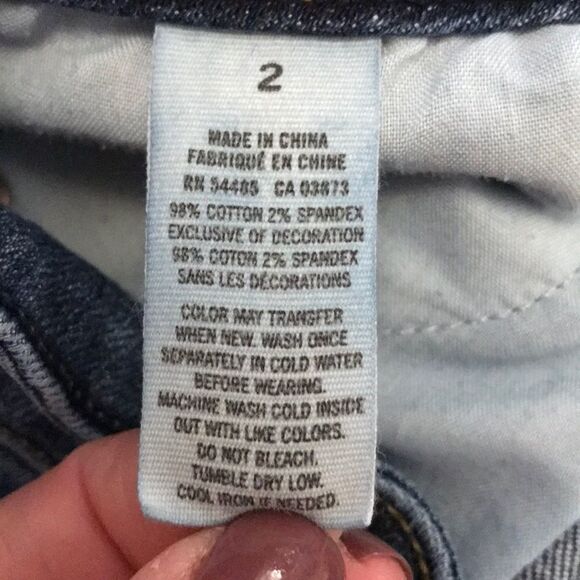 2
MADE IN CHINA
FABRIQUÉ EN CHINE
RN 54485 CA 03873
98% COTTON 2% SPANDEX
EXCLUSIVE OF DECORATION
98% COTON 2% SPANDEX
SANS LES DÉCORATIONS
COLOR MAY TRANSFER
WHEN NEW. WASH ONCE
SEPARATELY IN COLD WATER
BEFORE WEARING.
MACHINE WASH COLD INSIDE
OUT WITH LIKE COLORS.
DO NOT BLEACH.
TUMBLE DRY LOW.
COOL IRON IF NEEDED.